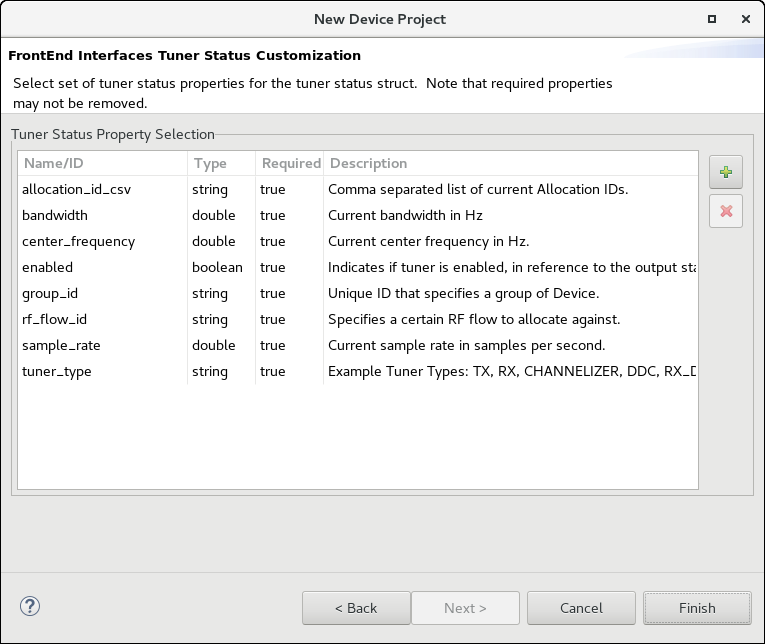 New Device Project
FrontEnd Interfaces Tuner Status Customization
Select set of tuner status properties for the tuner status struct.  Note that required properties
may not be removed.
Tuner Status Property Selection
Name/ID Type Required Description
allocation_id_csv string true Comma separated list of current Allocation IDs.
bandwidth double true Current bandwidth in Hz
center_frequency double true Current center frequency in Hz.
enabled boolean true Indicates if tuner is enabled, in reference to the output sta
group_id string true Unique ID that specifies a group of Device.
rf_flow_id string true Specifies a certain RF flow to allocate against.
sample_rate double true Current sample rate in samples per second.
tuner_type string true Example Tuner Types: TX, RX, CHANNELIZER, DDC, RX_D
? < Back Next > Cancel Finish